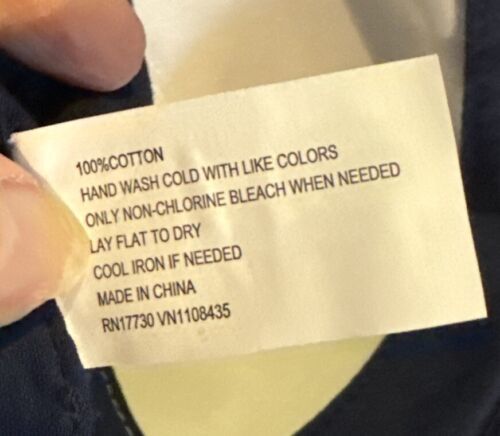 100%COTTON
HAND WASH COLD WITH LIKE COLORS
ONLY NON-CHLORINE BLEACH WHEN NEEDED
LAY FLAT TO DRY
COOL IRON IF NEEDED
MADE IN CHINA
RN17730 VN1108435